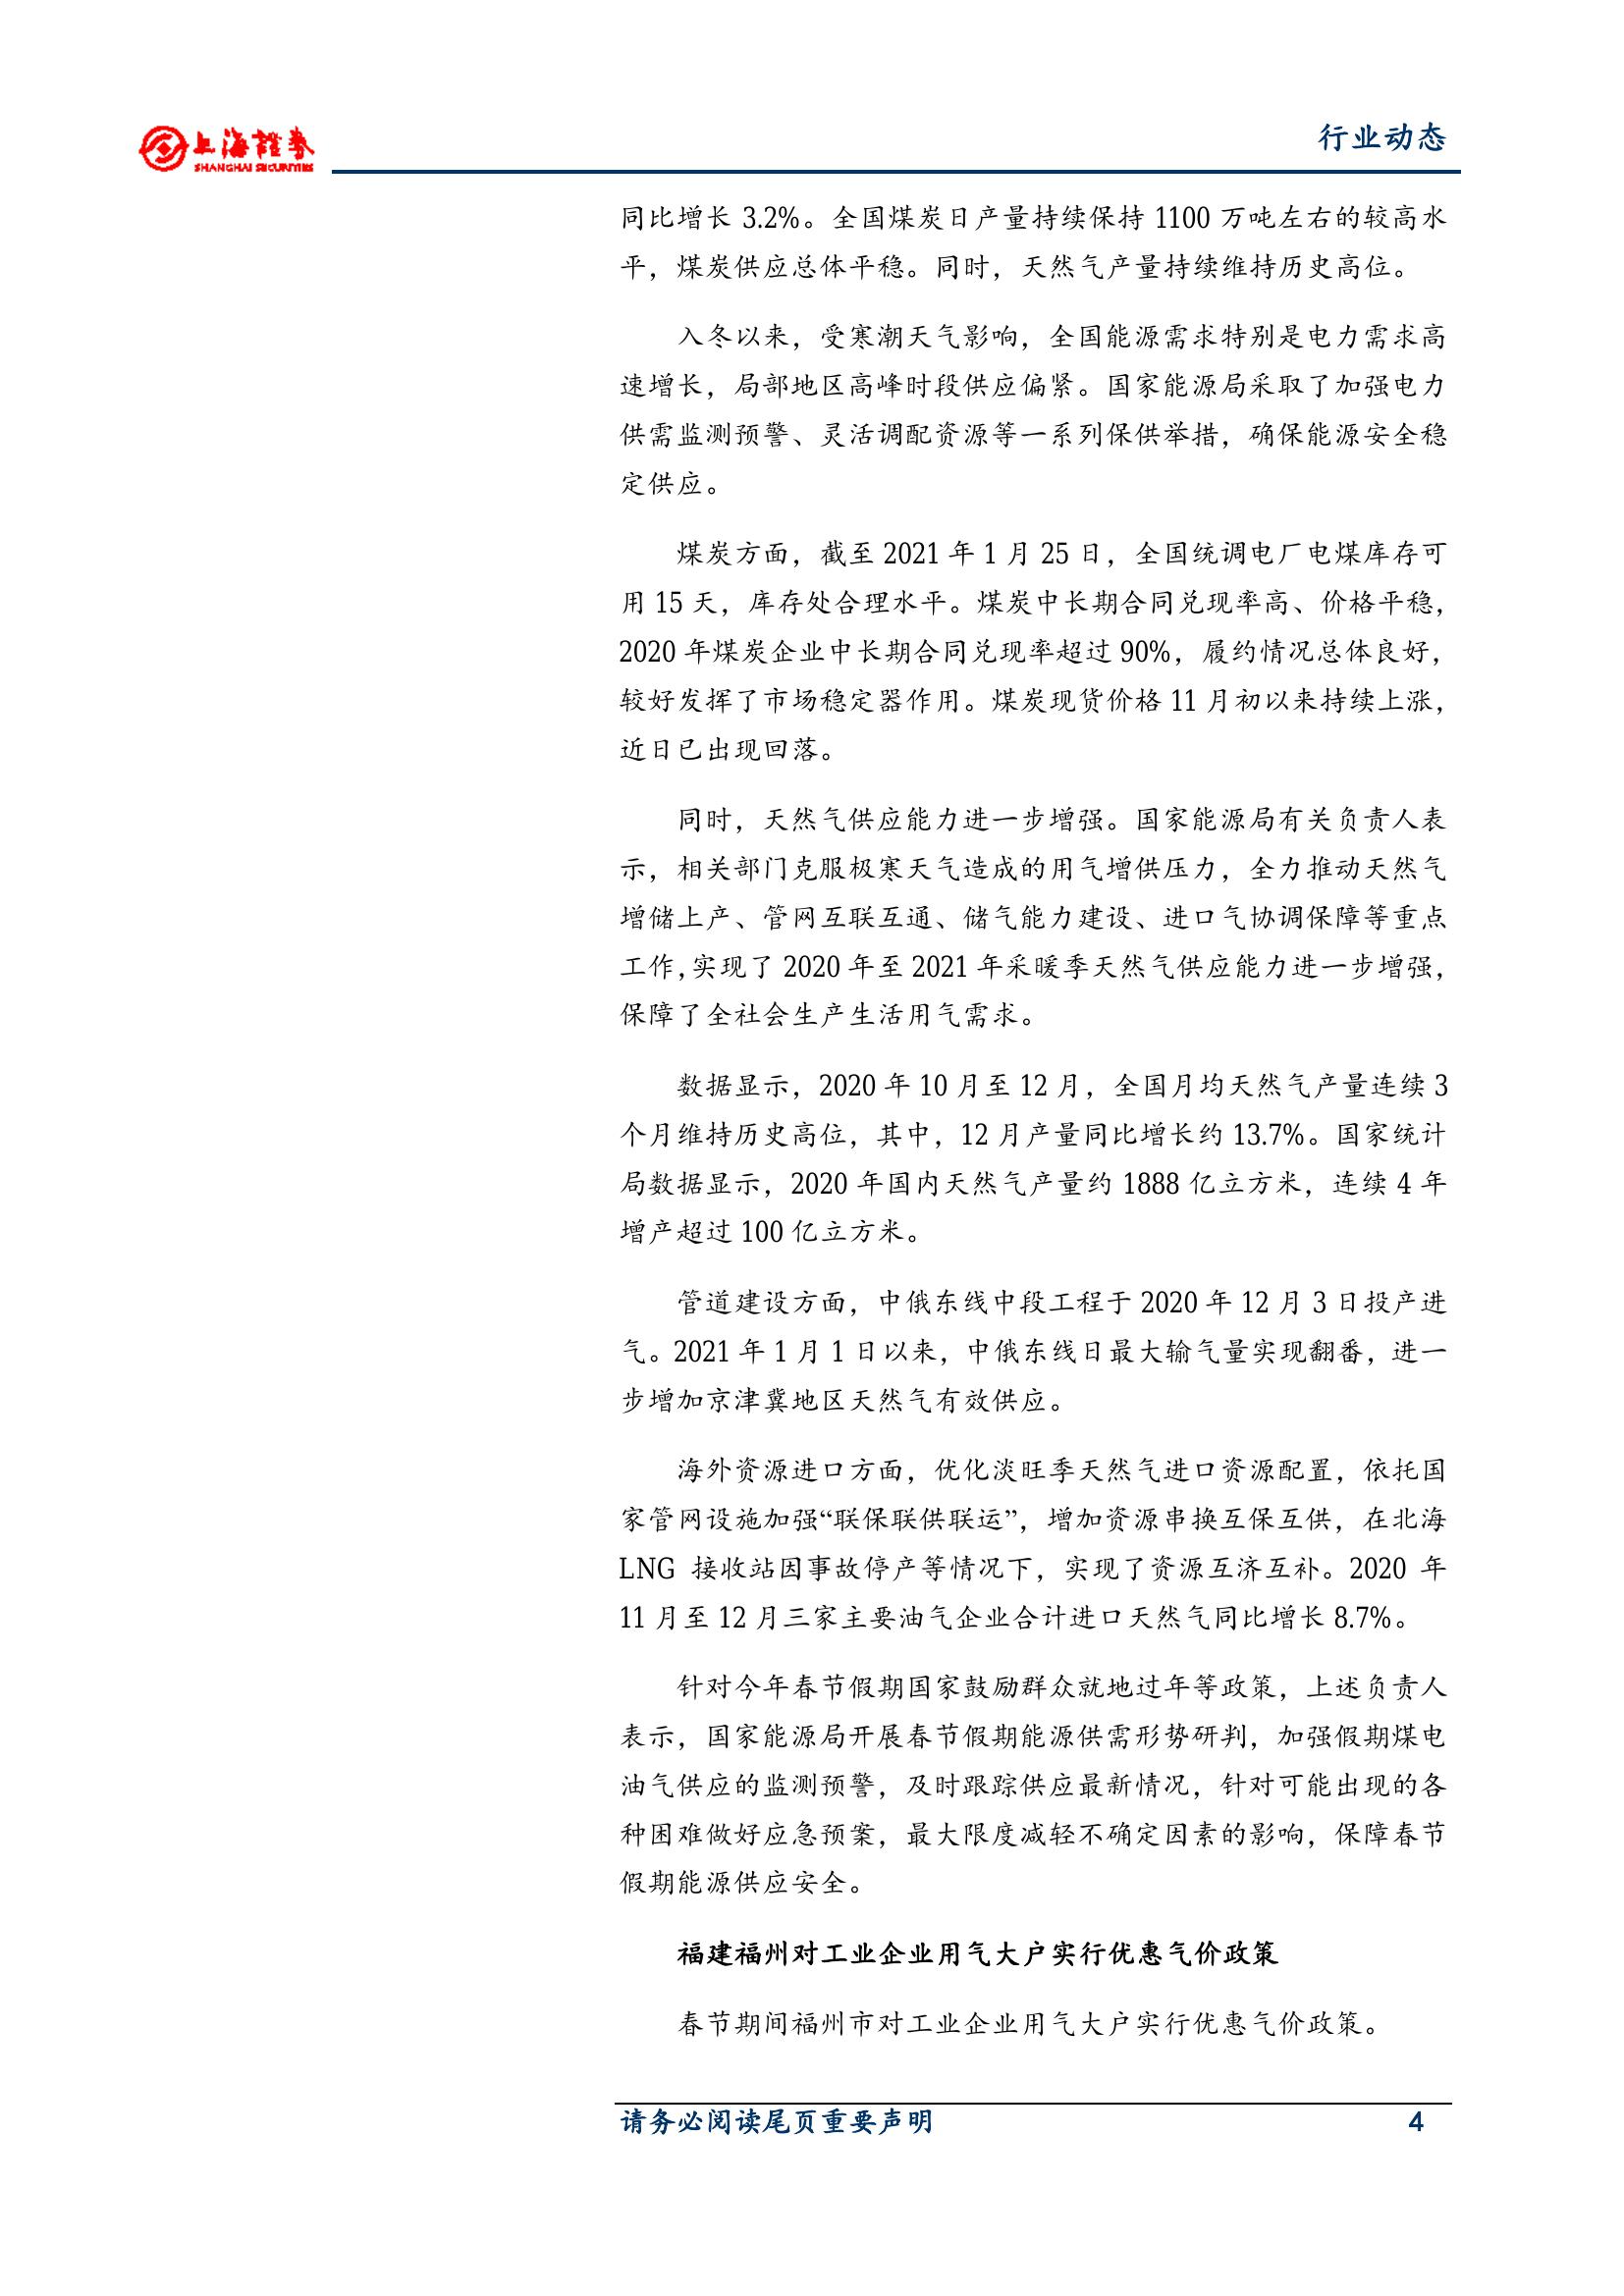 上海證券
SHANGHAI SECURITIES
行业动态
同比增长 3.2%。全国煤炭日产量持续保持 1100 万吨左右的较高水
平，煤炭供应总体平稳。同时，天然气产量持续维持历史高位。
入冬以来，受寒潮天气影响，全国能源需求特别是电力需求高
速增长，局部地区高峰时段供应偏紧。国家能源局采取了加强电力
供需监测预警、灵活调配资源等一系列保供举措，确保能源安全稳
定供应。
煤炭方面，截至 2021 年 1 月 25 日，全国统调电厂电煤库存可
用 15 天，库存处合理水平。煤炭中长期合同兑现率高、价格平稳，
2020 年煤炭企业中长期合同兑现率超过 90%，履约情况总体良好，
较好发挥了市场稳定器作用。煤炭现货价格 11 月初以来持续上涨，
近日已出现回落。
同时，天然气供应能力进一步增强。国家能源局有关负责人表
示，相关部门克服极寒天气造成的用气增供压力，全力推动天然气
增储上产、管网互联互通、储气能力建设、进口气协调保障等重点
工作,实现了 2020 年至 2021 年采暖季天然气供应能力进一步增强，
保障了全社会生产生活用气需求。
数据显示，2020 年 10 月至 12 月，全国月均天然气产量连续 3
个月维持历史高位，其中，12 月产量同比增长约 13.7%。国家统计
局数据显示，2020 年国内天然气产量约 1888 亿立方米，连续 4 年
增产超过 100 亿立方米。
管道建设方面，中俄东线中段工程于 2020 年 12 月 3 日投产进
气。2021 年 1 月 1 日以来，中俄东线日最大输气量实现翻番，进一
步增加京津冀地区天然气有效供应。
海外资源进口方面，优化淡旺季天然气进口资源配置，依托国
家管网设施加强“联保联供联运”，增加资源串换互保互供，在北海
LNG 接收站因事故停产等情况下，实现了资源互济互补。2020 年
11 月至 12 月三家主要油气企业合计进口天然气同比增长 8.7%。
针对今年春节假期国家鼓励群众就地过年等政策，上述负责人
表示，国家能源局开展春节假期能源供需形势研判，加强假期煤电
油气供应的监测预警，及时跟踪供应最新情况，针对可能出现的各
种困难做好应急预案，最大限度减轻不确定因素的影响，保障春节
假期能源供应安全。
福建福州对工业企业用气大户实行优惠气价政策
春节期间福州市对工业企业用气大户实行优惠气价政策。
请务必阅读尾页重要声明
4